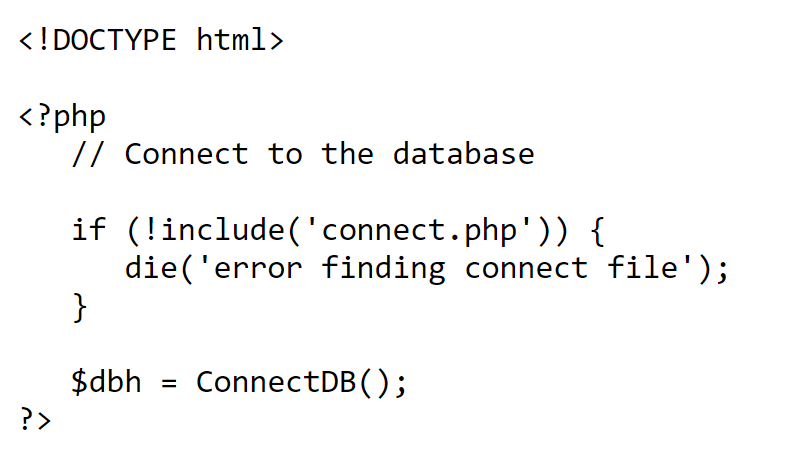 <!DOCTYPE html>
<?php
// Connect to the database
if (!include('connect.php')) {
die('error finding connect file');
}
$dbh = ConnectDB();
?>